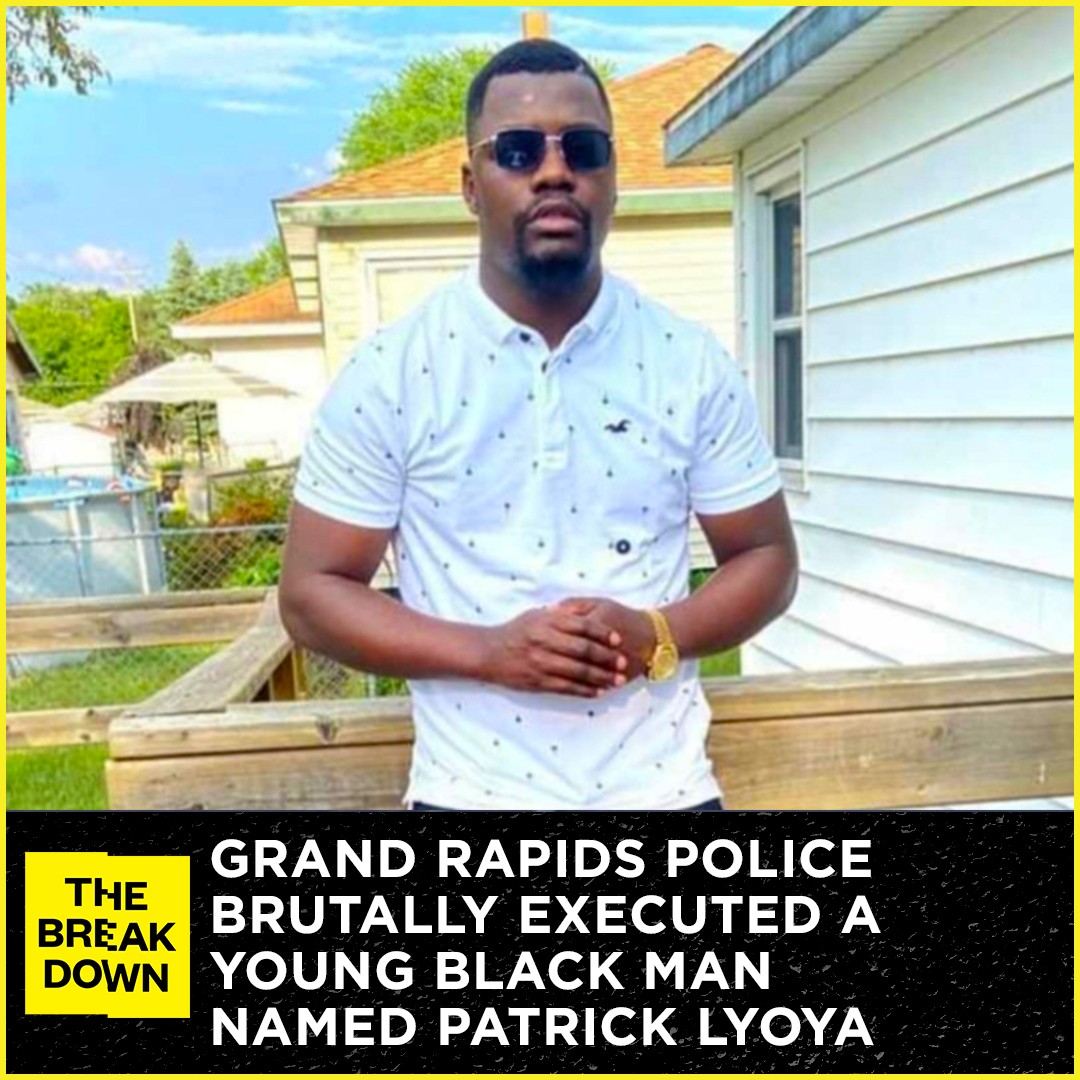 THE
BREAK
DOWN
GRAND RAPIDS POLICE
BRUTALLY EXECUTED A
YOUNG BLACK MAN
NAMED PATRICK LYOYA